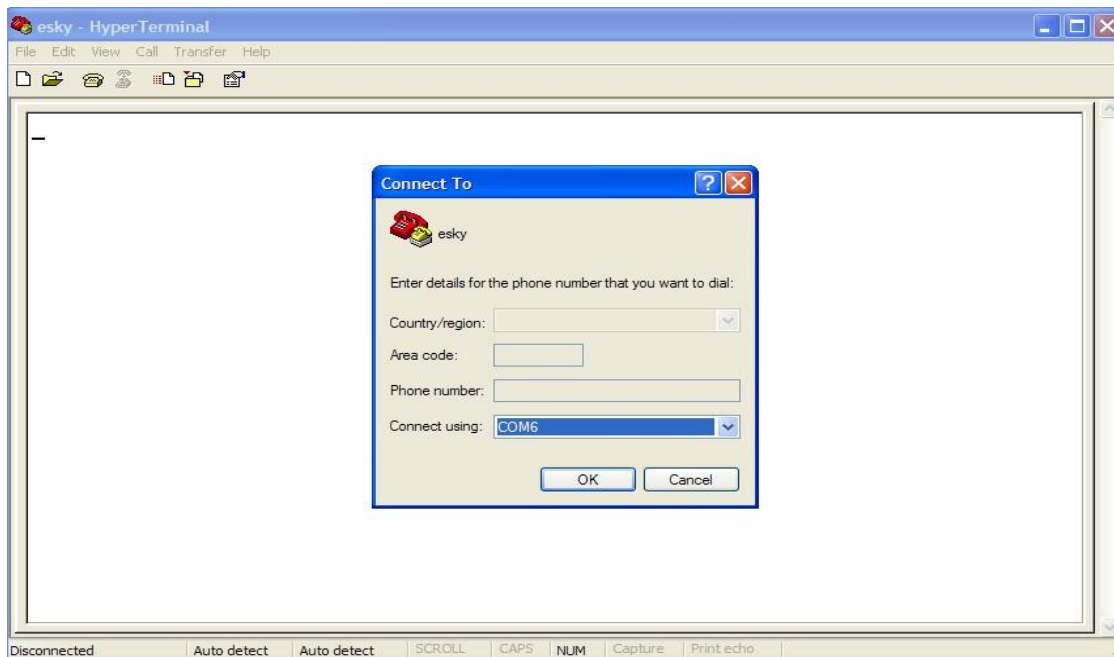 esky - HyperTerminal
File Edit View Call Transfer Help
Connect To
esky
Enter details for the phone number that you want to dial:
Country/region:
Area code:
Phone number:
Connect using: COM6
OK Cancel
Disconnected Auto detect Auto detect SCROLL CAPS NUM Capture Print echo